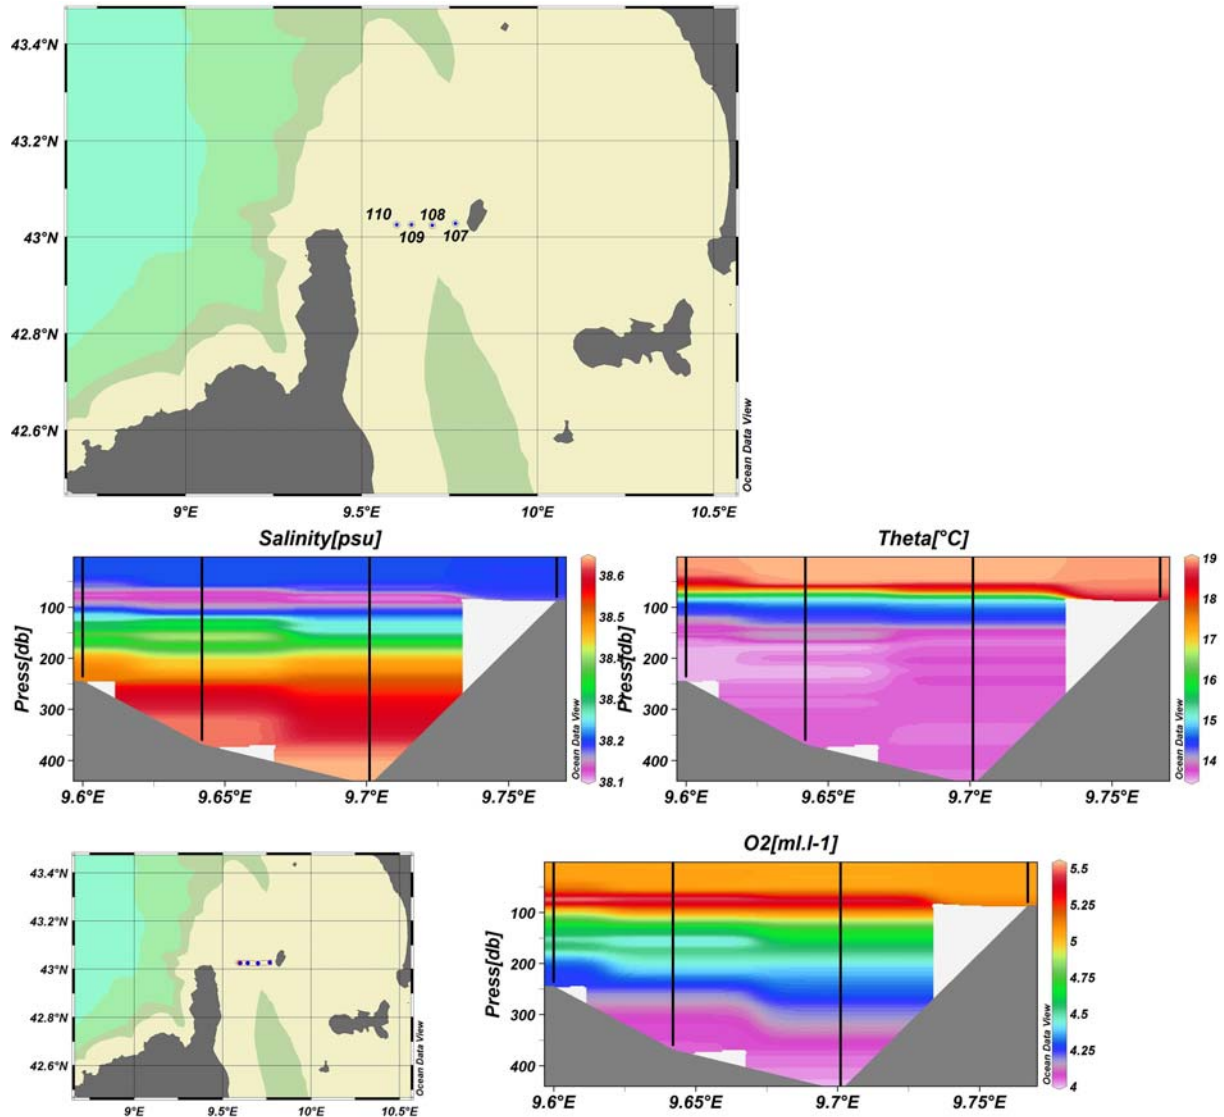 43.4°N
43.2°N
43°N
42.8°N
42.6°N
110
108
109
107
9°E
9.5°E
10°E
10.5°E
Ocean Data View
Salinity[psu]
Press[db]
100
200
300
400
9.6°E
9.65°E
9.7°E
9.75°E
38.6
38.5
38.2
38.1
Ocean Data View
Theta[°C]
Press[db]
100
200
300
400
9.6°E
9.65°E
9.7°E
9.75°E
19
18
17
16
15
14
Ocean Data View
43.4°N
43.2°N
43°N
42.8°N
42.6°N
9°E
9.5°E
10°E
10.5°E
Ocean Data View
O2[ml.l-1]
Press[db]
100
200
300
400
9.6°E
9.65°E
9.7°E
9.75°E
5.5
5.25
5
4.75
4.5
4.25
4
Ocean Data View